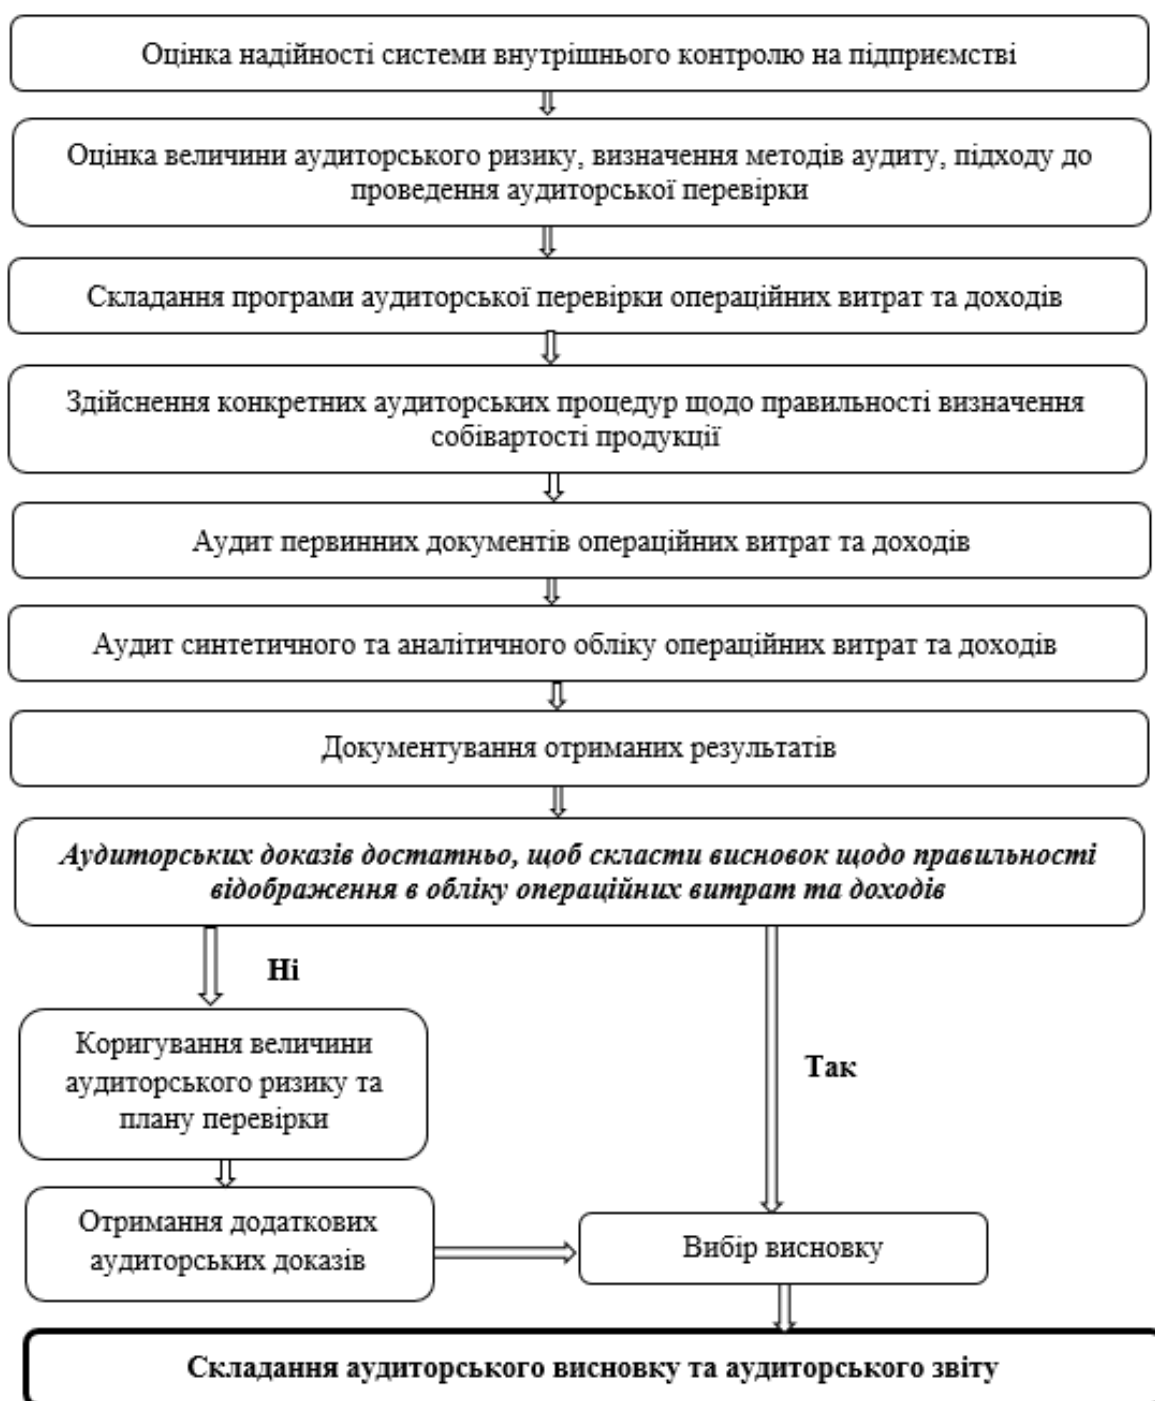 Оцінка надійності системи внутрішнього контролю на підприємстві
Оцінка величини аудиторського ризику, визначення методів аудиту, підходу до
проведення аудиторської перевірки
Складання програми аудиторської перевірки операційних витрат та доходів
Здійснення конкретних аудиторських процедур щодо правильності визначення
собівартості продукції
Аудит первинних документів операційних витрат та доходів
Аудит синтетичного та аналітичного обліку операційних витрат та доходів
Документування отриманих результатів
Аудиторських доказів достатньо, щоб скласти висновок щодо правильності
відображення в обліку операційних витрат та доходів
Ні
Коригування величини
аудиторського ризику та
плану перевірки
Так
Отримання додаткових
аудиторських доказів
Вибір висновку
Складання аудиторського висновку та аудиторського звіту